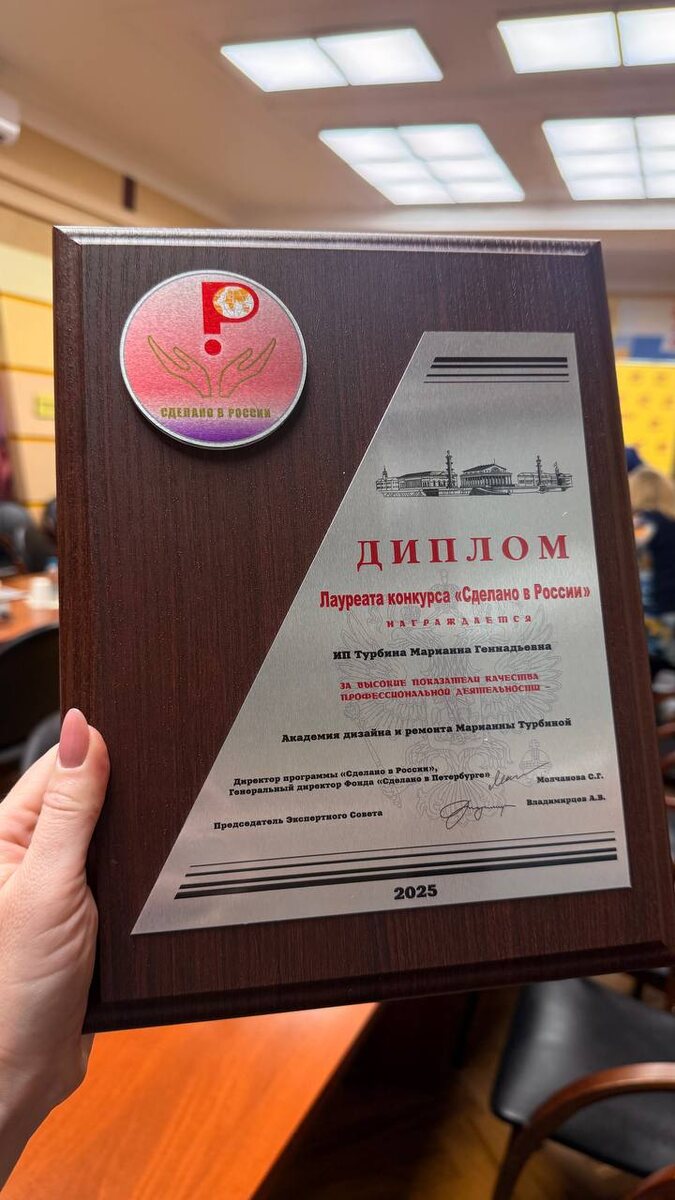 СДЕЛАНО В РОССИИ
ДИПЛОМ
Лауреата конкурса «Сделано в России»
НАГРАЖДАЕТСЯ
ИП Турбина Марианна Геннадьевна
ЗА ВЫСОКИЕ ПОКАЗАТЕЛИ КАЧЕСТВА
ПРОФЕССИОНАЛЬНОЙ ДЕЯТЕЛЬНОСТИ -
Академия дизайна и ремонта Марианны Турбиной
Директор программы «Сделано в России»,
Генеральный директор Фонда «Сделано в Петербурге» Молчанова С.Г.
Председатель Экспертного Совета Владимирцев А.В.
2025